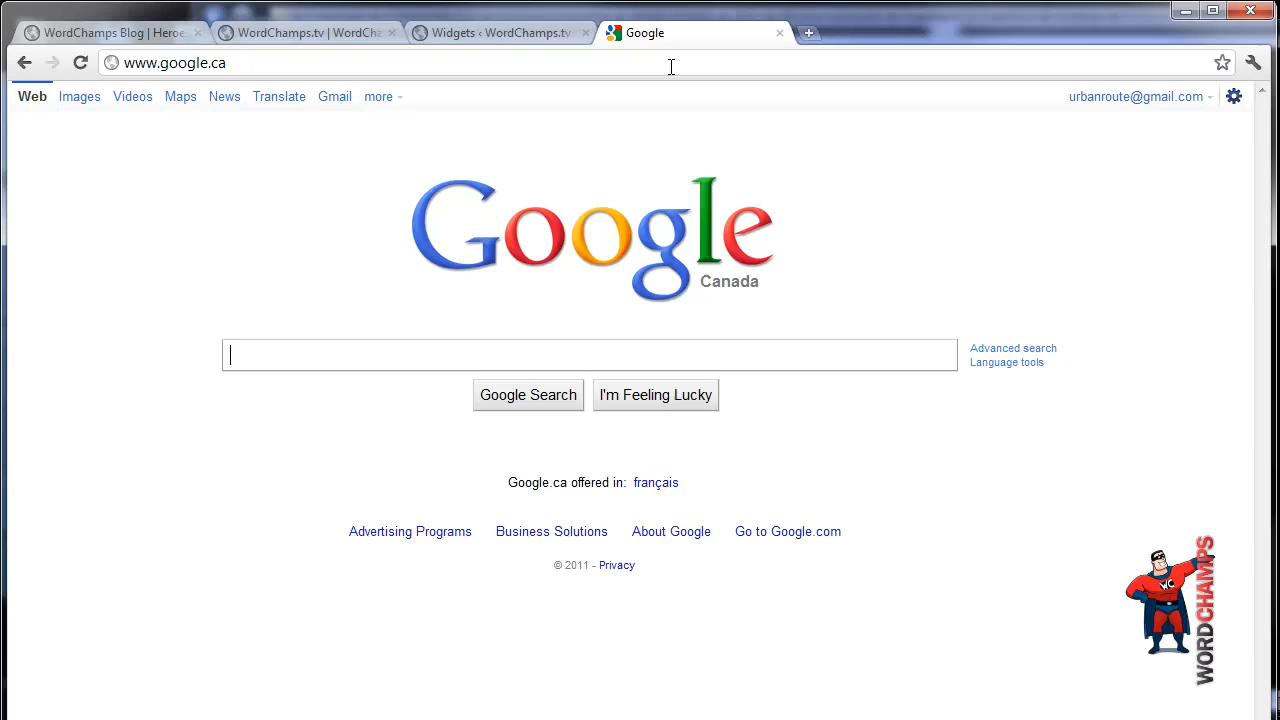 WordChamps Blog | Heroe
WordChamps.tv | WordCha
Widgets ‹ WordChamps.tv
Google
www.google.ca
Web Images Videos Maps News Translate Gmail more
urbanroute@gmail.com
Google
Canada
Advanced search
Language tools
Google Search I'm Feeling Lucky
Google.ca offered in: français
Advertising Programs Business Solutions About Google Go to Google.com
© 2011 - Privacy
WC
WORDCHAMPS